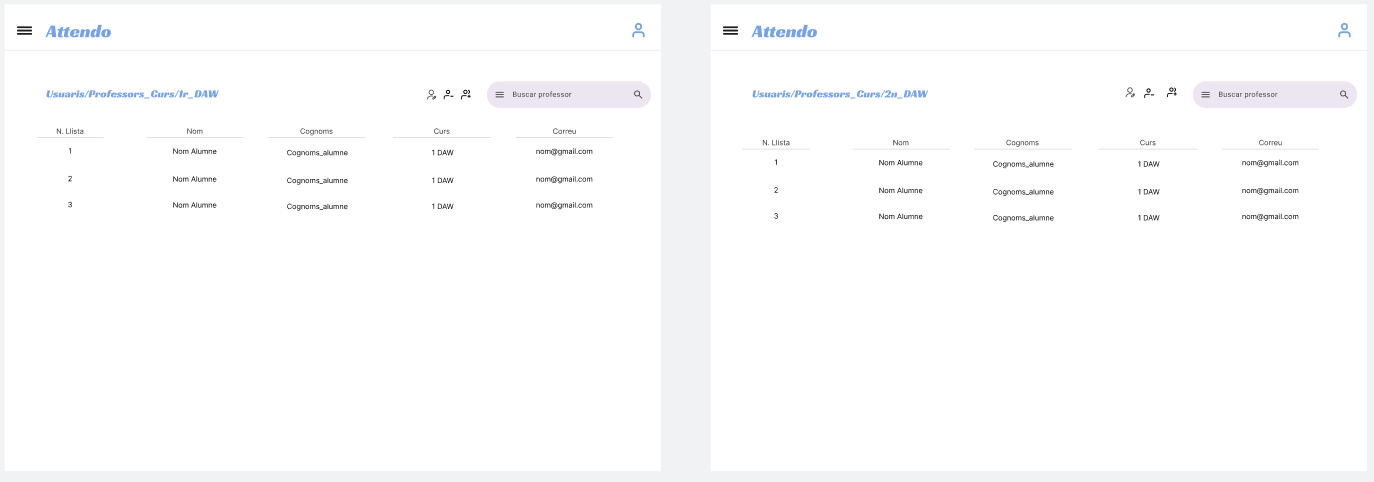 Attendo
Usuaris/Professors_Curs/1r_DAW
Buscar professor
N. Llista Nom Cognoms Curs Correu
1 Nom Alumne Cognoms_alumne 1 DAW nom@gmail.com
2 Nom Alumne Cognoms_alumne 1 DAW nom@gmail.com
3 Nom Alumne Cognoms_alumne 1 DAW nom@gmail.com
Attendo
Usuaris/Professors_Curs/2n_DAW
Buscar professor
N. Llista Nom Cognoms Curs Correu
1 Nom Alumne Cognoms_alumne 1 DAW nom@gmail.com
2 Nom Alumne Cognoms_alumne 1 DAW nom@gmail.com
3 Nom Alumne Cognoms_alumne 1 DAW nom@gmail.com